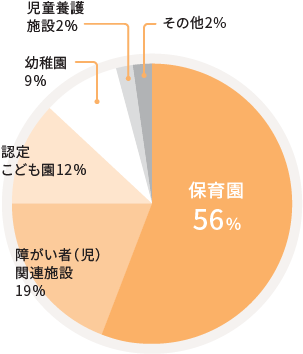 児童養護
施設2%
その他2%
幼稚園
9%
認定
こども園12%
保育園
56%
障がい者（児）
関連施設
19%